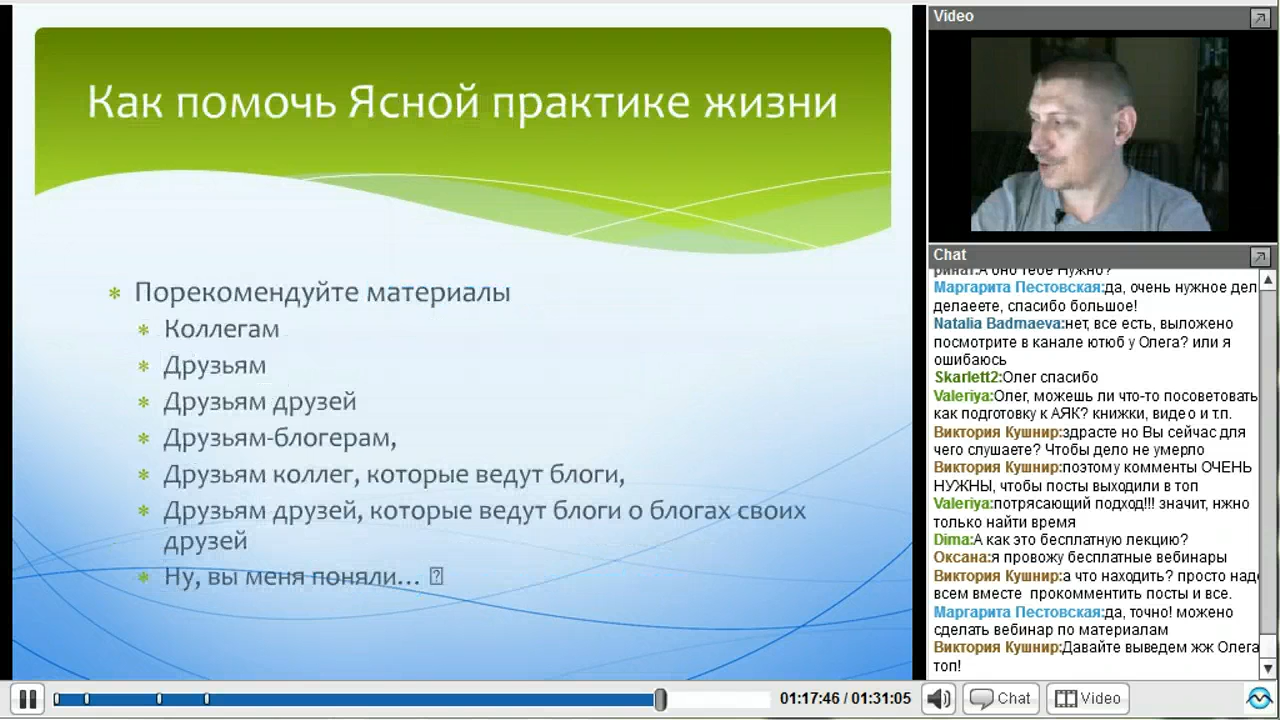 Как помочь Ясной практике жизни
Порекомендуйте материалы
Коллегам
Друзьям
Друзьям друзей
Друзьям-блогерам,
Друзьям коллег, которые ведут блоги,
Друзьям друзей, которые ведут блоги о блогах своих
друзей
Ну, вы меня поняли…
Video
Chat
ринат:А оно тебе Нужно?
Маргарита Пестовская:да, очень нужное дел
делаеете, спасибо большое!
Natalia Badmaeva:нет, все есть, выложено
посмотрите в канале ютюб у Олега? или я
ошибаюсь
Skarlett2:Олег спасибо
Valeriya:Олег, можешь ли что-то посоветовать
как подготовку к АЯК? книжки, видео и т.п.
Виктория Кушнир:здрасте но Вы сейчас для
чего слушаете? Чтобы дело не умерло
Виктория Кушнир:поэтому комменты ОЧЕНЬ
НУЖНЫ, чтобы посты выходили в топ
Valeriya:потрясающий подход!!! значит, нжно
только найти время
Dima:А как это бесплатную лекцию?
Оксана:я провожу бесплатные вебинары
Виктория Кушнир:а что находить? просто над
всем вместе прокомментить посты и все.
Маргарита Пестовская:да, точно! можено
сделать вебинар по материалам
Виктория Кушнир:Давайте выведем жж Олега
топ!
01:17:46 / 01:31:05
Chat
Video